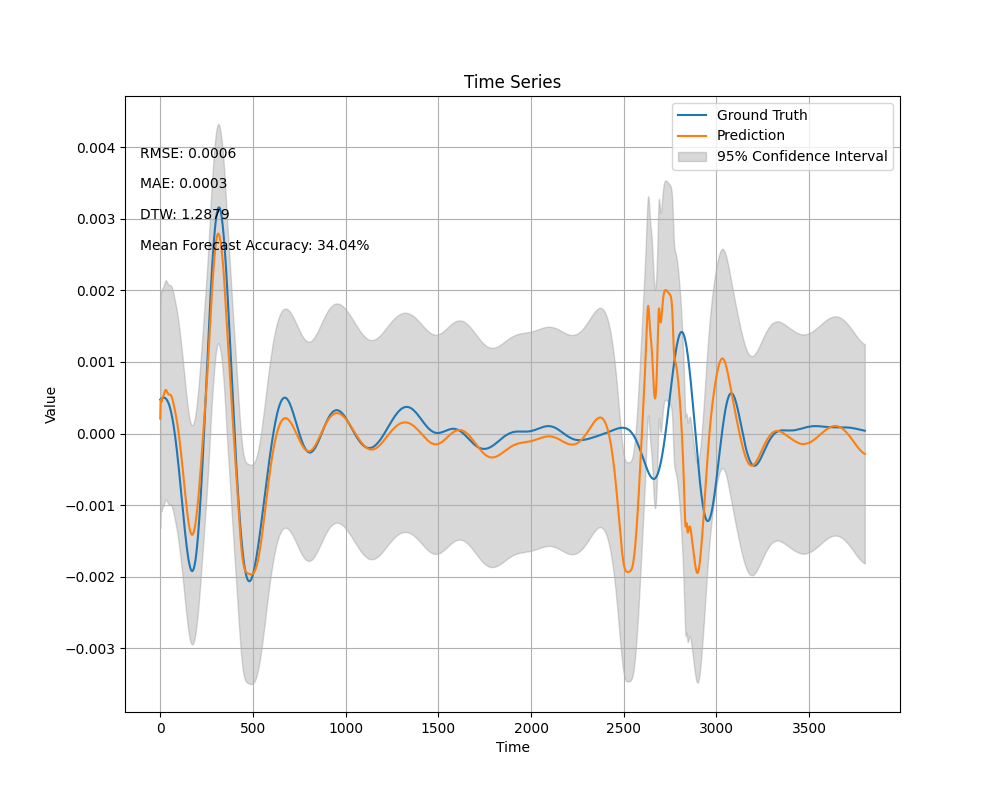 Time Series
Ground Truth
Prediction
95% Confidence Interval
RMSE: 0.0006
MAE: 0.0003
DTW: 1.2879
Mean Forecast Accuracy: 34.04%
0.004
0.003
0.002
0.001
0.000
−0.001
−0.002
−0.003
Value
0 500 1000 1500 2000 2500 3000 3500
Time